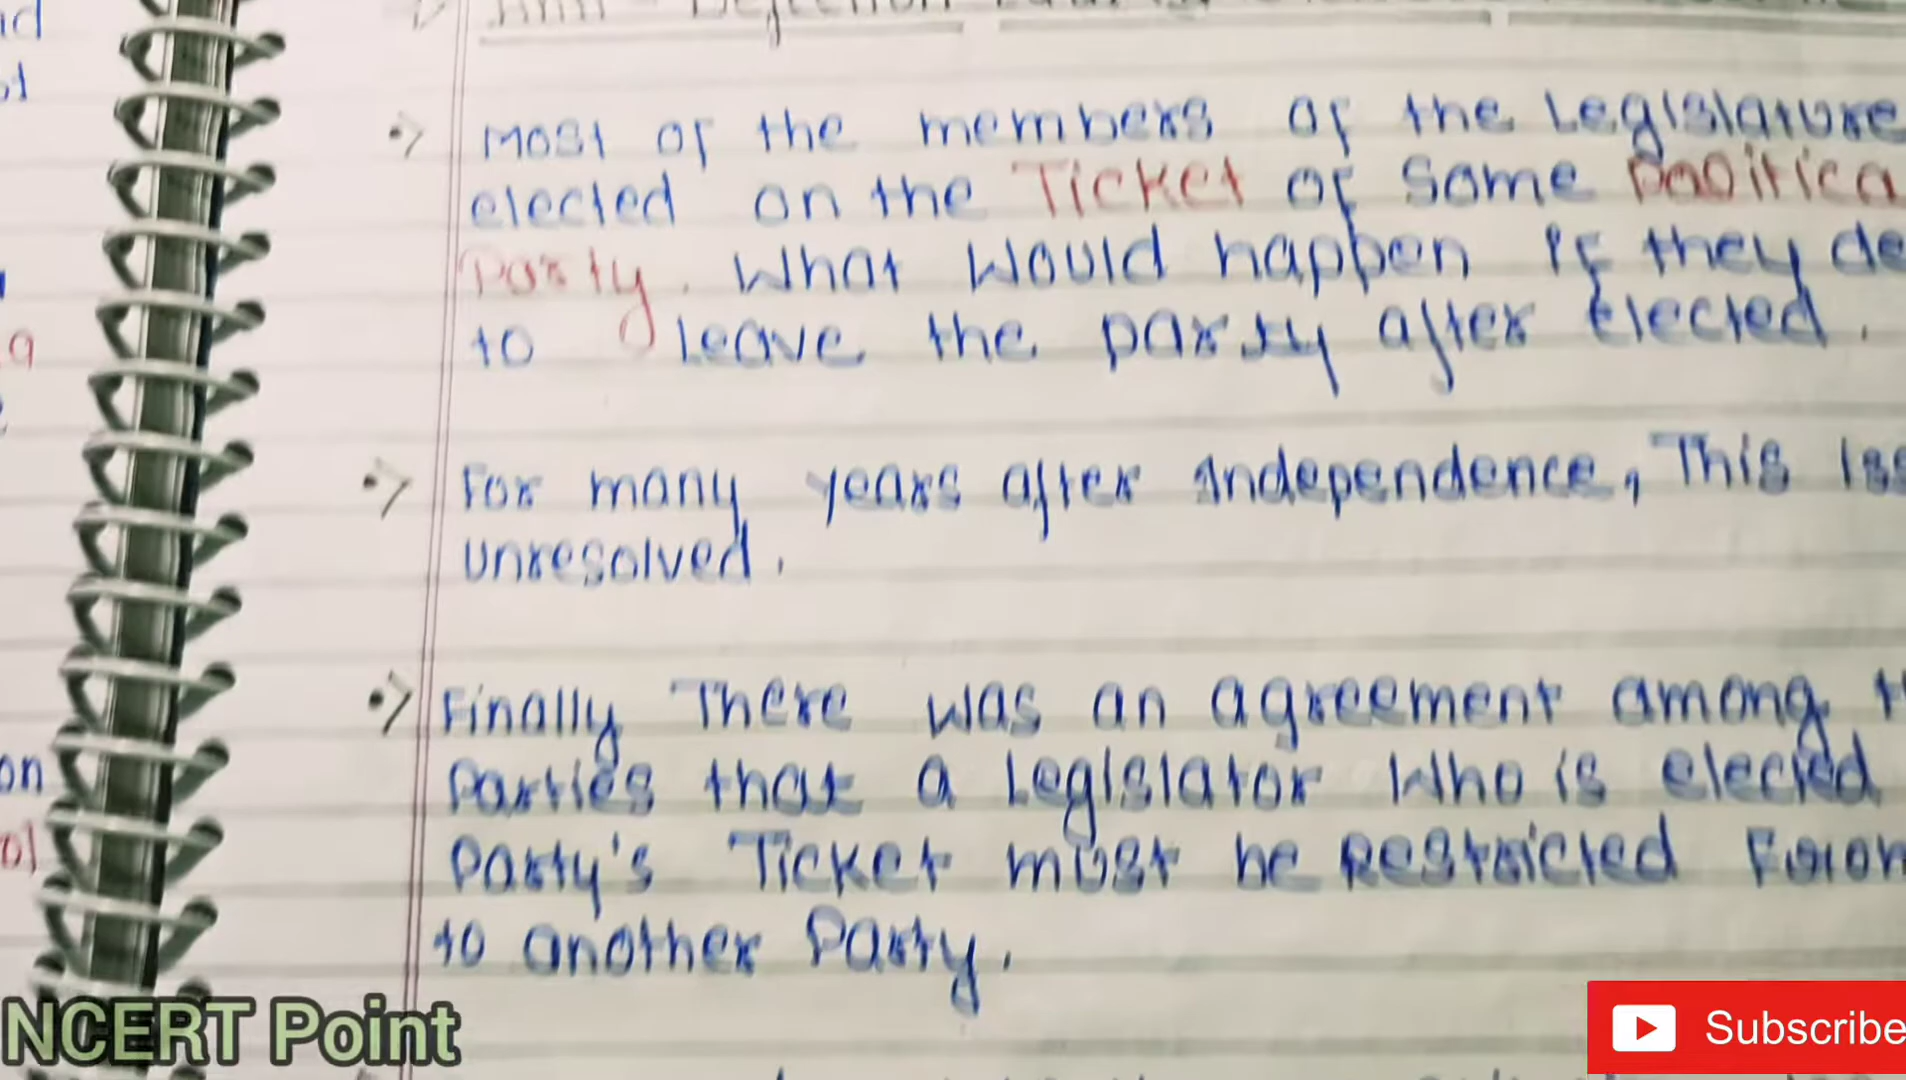 Most of the members of the Legislature
elected on the Ticket of some Politica
Party. What Would happen if they de
to Leave the party after Elected.
For many years after Independence, This Iss
unresolved.
Finally There was an agreement among t
Parties that a Legislator Who is elected
Party's Ticket must be Restricted From
to another Party.
on
NCERT Point
Subscribe